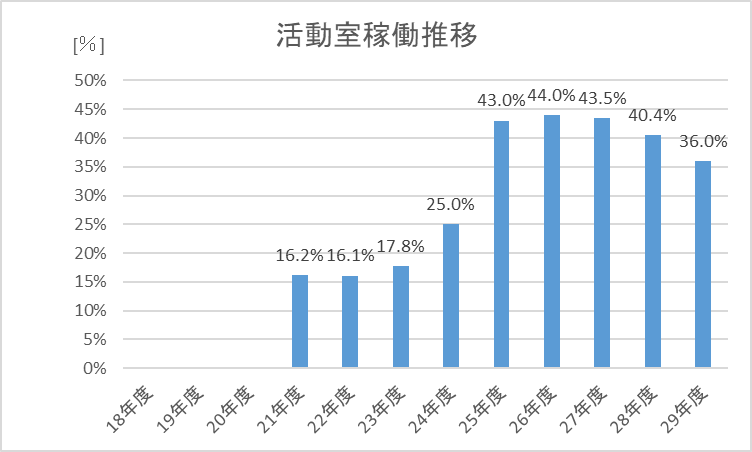 活動室稼働推移
[%]
50%
45%
40%
35%
30%
25%
20%
15%
10%
5%
0%
16.2%
16.1%
17.8%
25.0%
43.0%
44.0%
43.5%
40.4%
36.0%
18年度
19年度
20年度
21年度
22年度
23年度
24年度
25年度
26年度
27年度
28年度
29年度